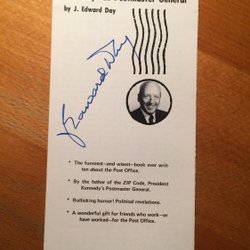 Postmaster General
by J. Edward Day
J Edward Day
• The funniest—and wisest—book ever writ-
ten about the Post Office.
• By the father of the ZIP Code, President
Kennedy's Postmaster General.
• Rollicking humor! Political revelations.
• A wonderful gift for friends who work—or
have worked—for the Post Office.